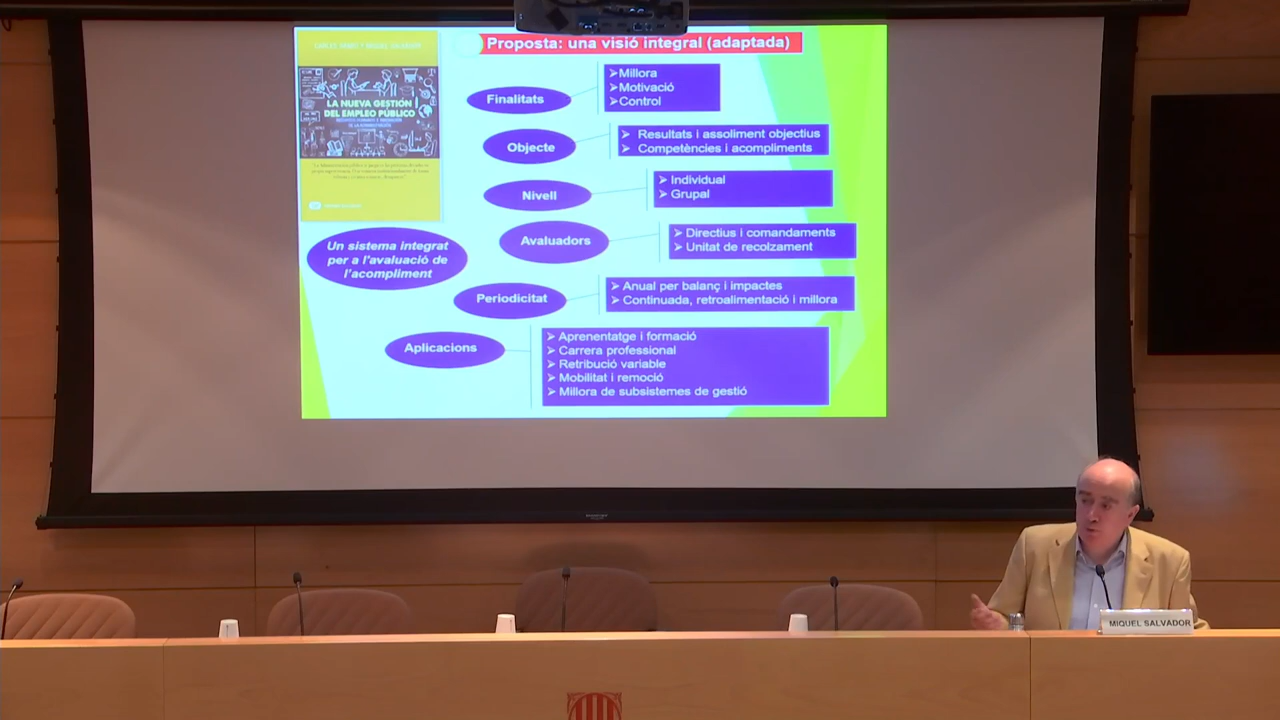 Proposta: una visió integral (adaptada)
LA NUEVA GESTIÓN
DEL EMPLEO PÚBLICO
Finalitats
Millora
Motivació
Control
Objecte
Resultats i assoliment objectius
Competències i acompliments
Nivell
Individual
Grupal
Avaluadors
Directius i comandaments
Unitat de recolzament
Un sistema integrat
per a l'avaluació de
l'acompliment
Periodicitat
Anual per balanç i impactes
Continuada, retroalimentació i millora
Aplicacions
Aprenentatge i formació
Carrera professional
Retribució variable
Mobilitat i remoció
Millora de subsistemes de gestió
MIQUEL SALVADOR